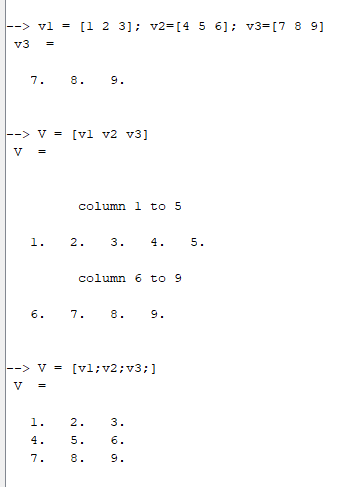 --> v1 = [1 2 3]; v2=[4 5 6]; v3=[7 8 9]
v3  =
7.   8.   9.
--> V = [v1 v2 v3]
V  =
column 1 to 5
1.   2.   3.   4.   5.
column 6 to 9
6.   7.   8.   9.
--> V = [v1;v2;v3;]
V  =
1.   2.   3.
4.   5.   6.
7.   8.   9.